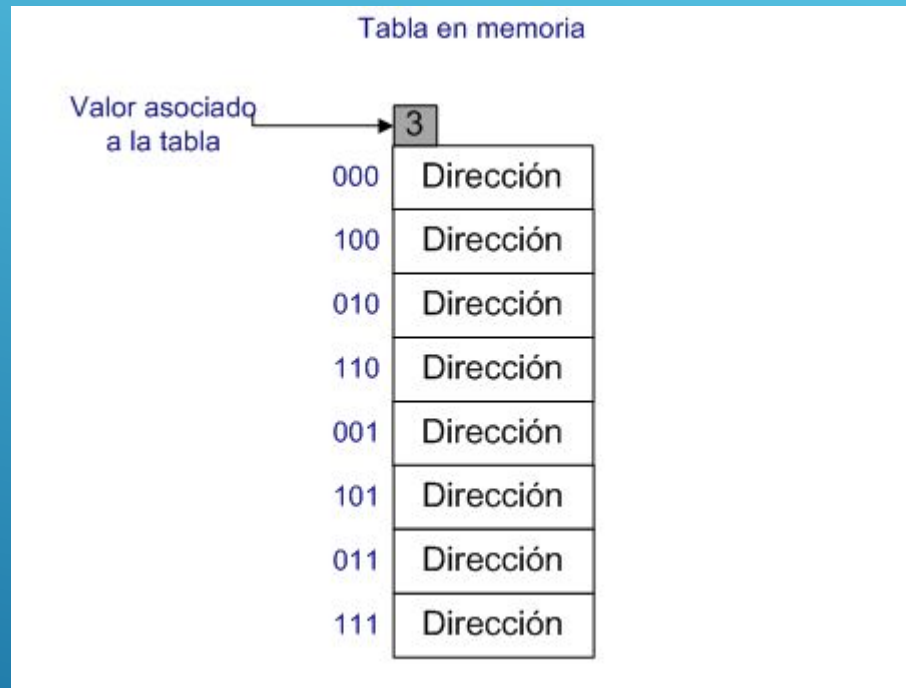 Tabla en memoria
Valor asociado
a la tabla
3
000 Dirección
100 Dirección
010 Dirección
110 Dirección
001 Dirección
101 Dirección
011 Dirección
111 Dirección